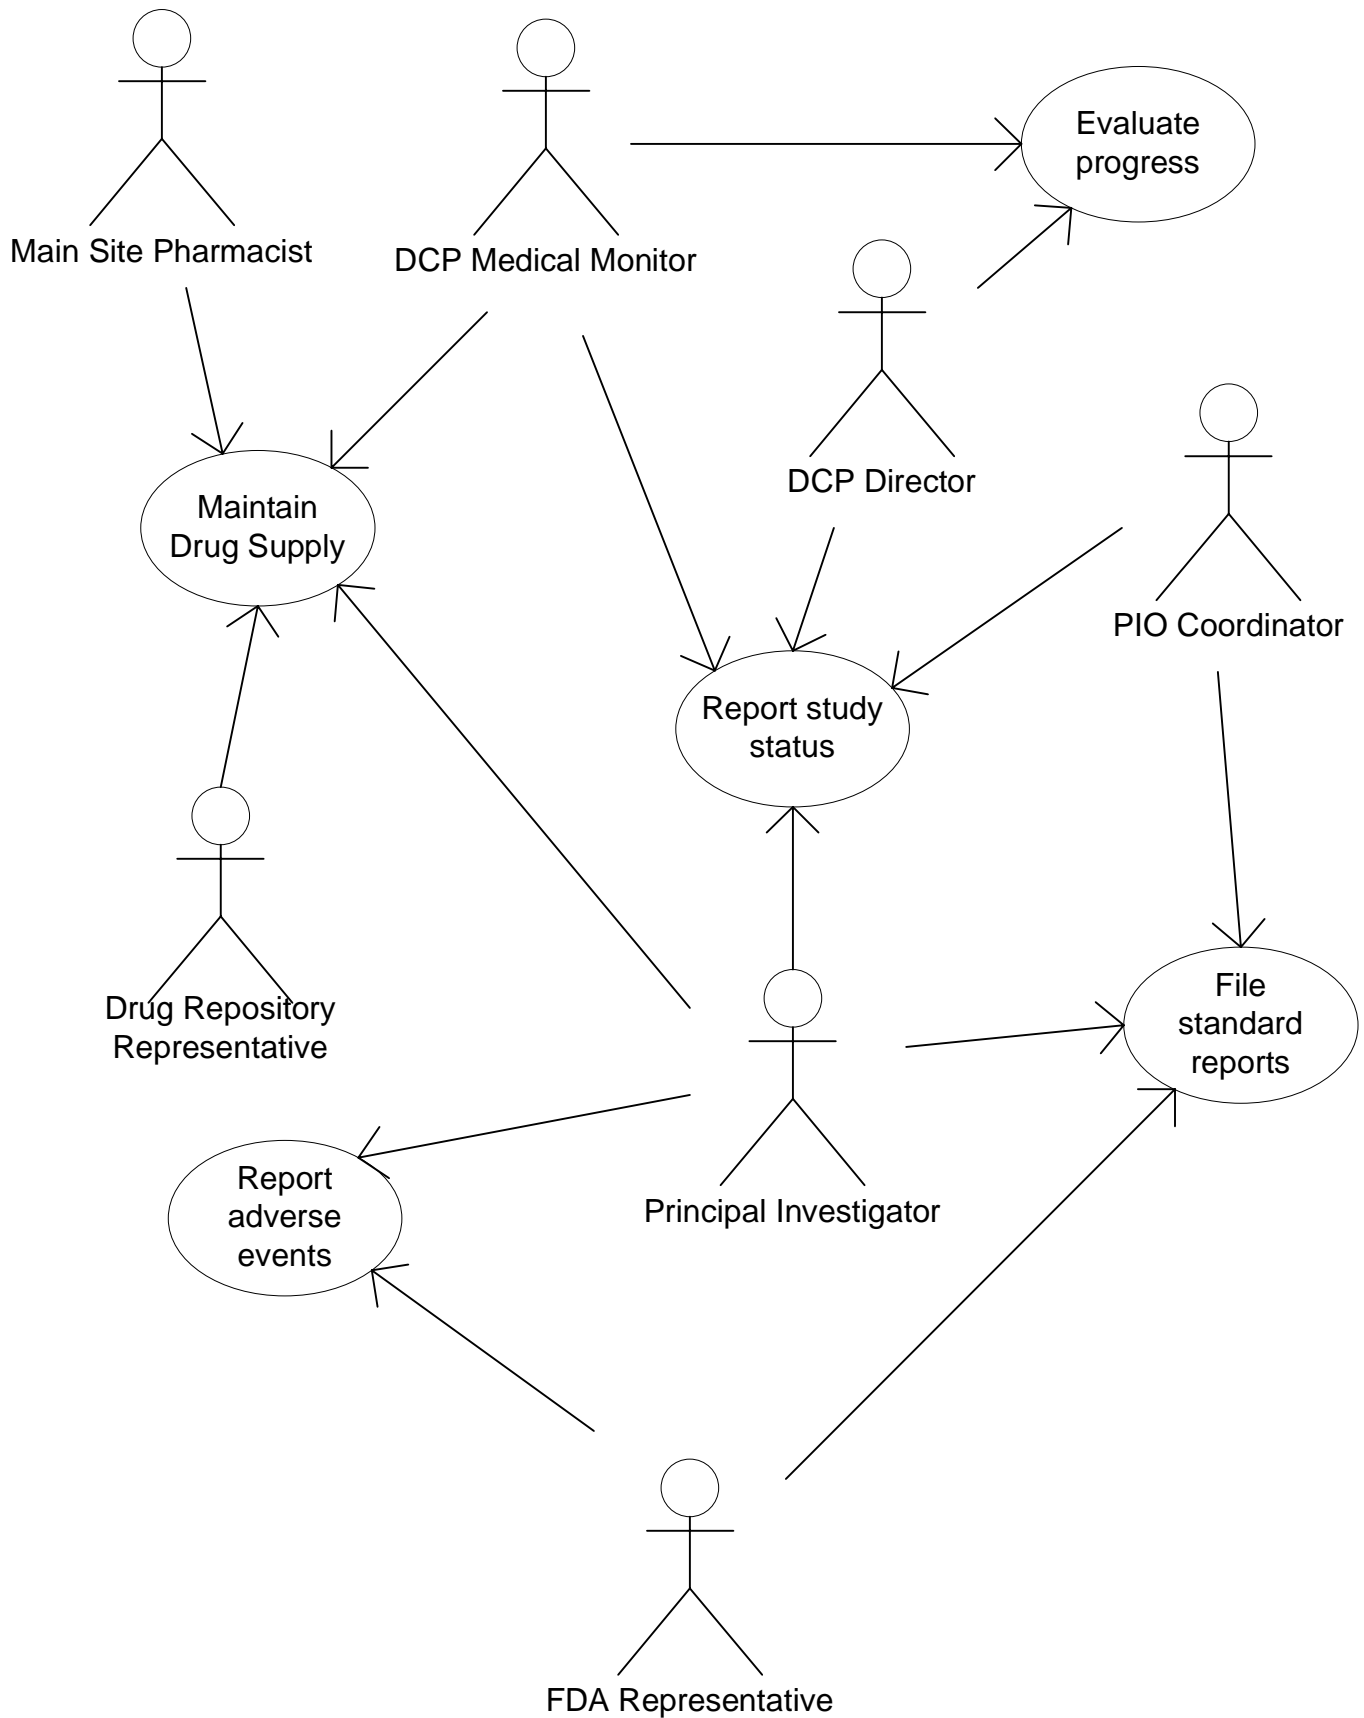 Evaluate
progress
Main Site Pharmacist
DCP Medical Monitor
DCP Director
Maintain
Drug Supply
PIO Coordinator
Report study
status
File
standard
reports
Drug Repository
Representative
Report
adverse
events
Principal Investigator
FDA Representative